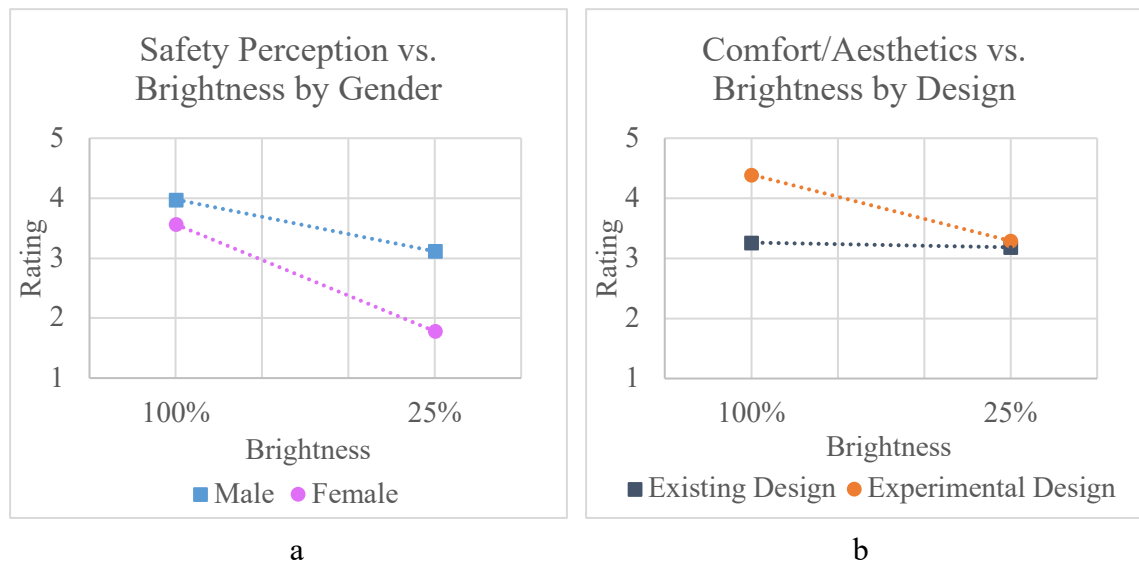 Safety Perception vs.
Brightness by Gender
5
4
3
2
1
Rating
100%
25%
Brightness
Male
Female
a
Comfort/Aesthetics vs.
Brightness by Design
5
4
3
2
1
Rating
100%
25%
Brightness
Existing Design
Experimental Design
b